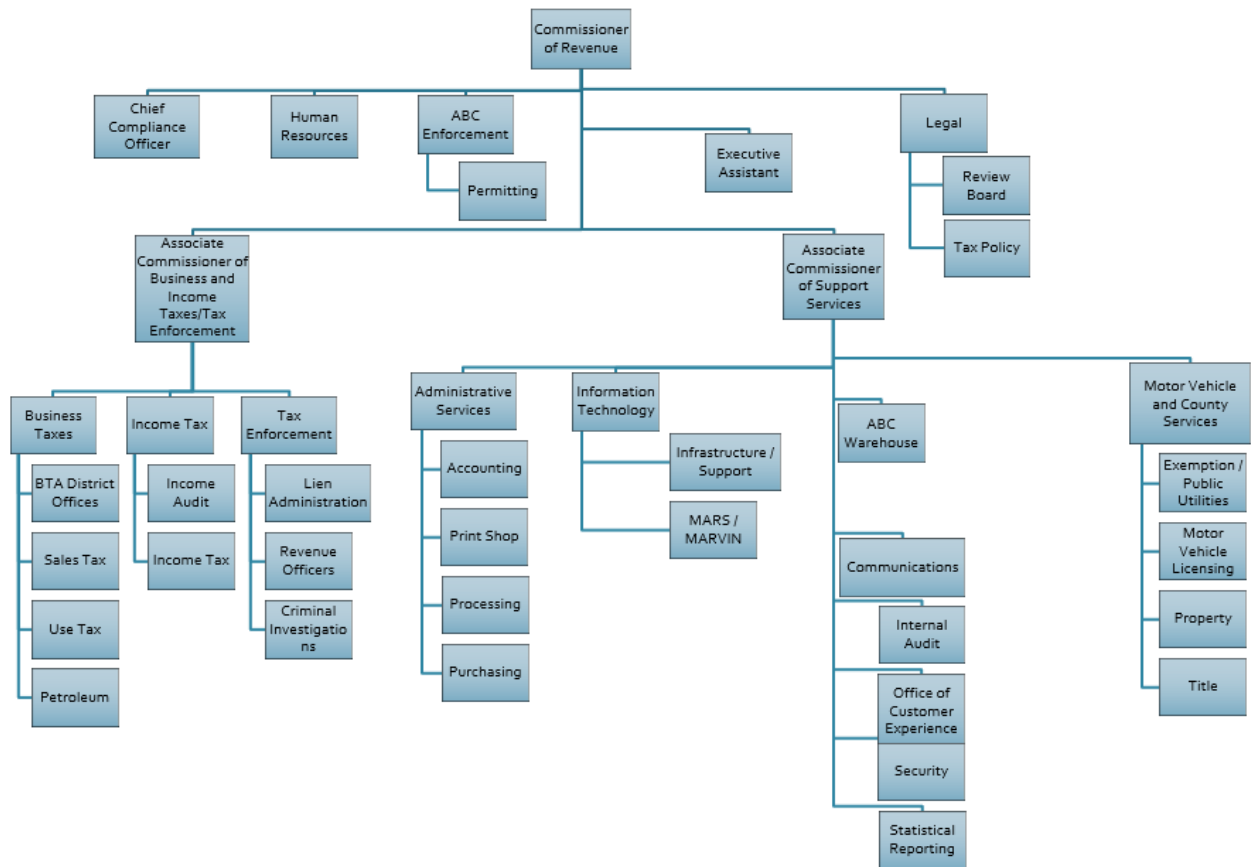 Commissioner
of Revenue
Chief
Compliance
Officer
Human
Resources
ABC
Enforcement
Permitting
Executive
Assistant
Legal
Review
Board
Tax Policy
Associate
Commissioner of
Business and
Income
Taxes/Tax
Enforcement
Associate
Commissioner
of Support
Services
Business
Taxes
BTA District
Offices
Sales Tax
Use Tax
Petroleum
Income Tax
Income
Audit
Income Tax
Tax
Enforcement
Lien
Administration
Revenue
Officers
Criminal
Investigatio
ns
Administrative
Services
Accounting
Print Shop
Processing
Purchasing
Information
Technology
Infrastructure /
Support
MARS /
MARVIN
ABC
Warehouse
Communications
Internal
Audit
Office of
Customer
Experience
Security
Statistical
Reporting
Motor Vehicle
and County
Services
Exemption /
Public
Utilities
Motor
Vehicle
Licensing
Property
Title